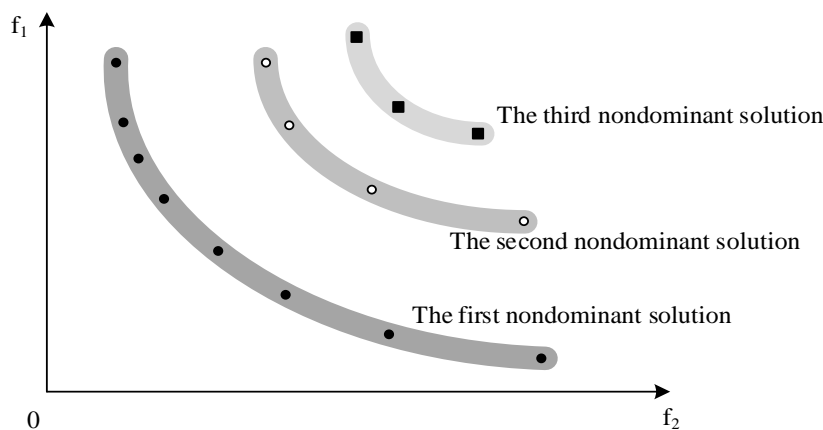 f1
The third nondominant solution
The second nondominant solution
The first nondominant solution
0
f2